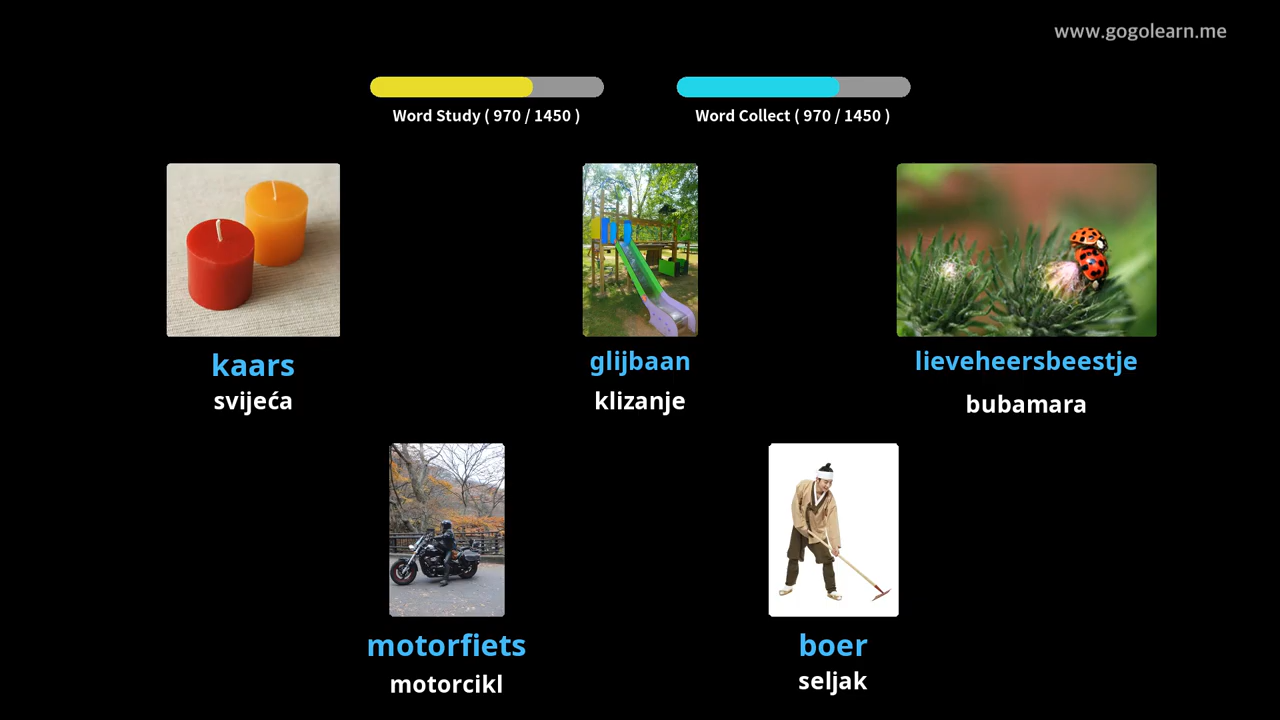 www.gogolearn.me
Word Study ( 970 / 1450 )
Word Collect ( 970 / 1450 )
kaars
svijeća
glijbaan
klizanje
lieveheersbeestje
bubamara
motorfiets
motorcikl
boer
seljak